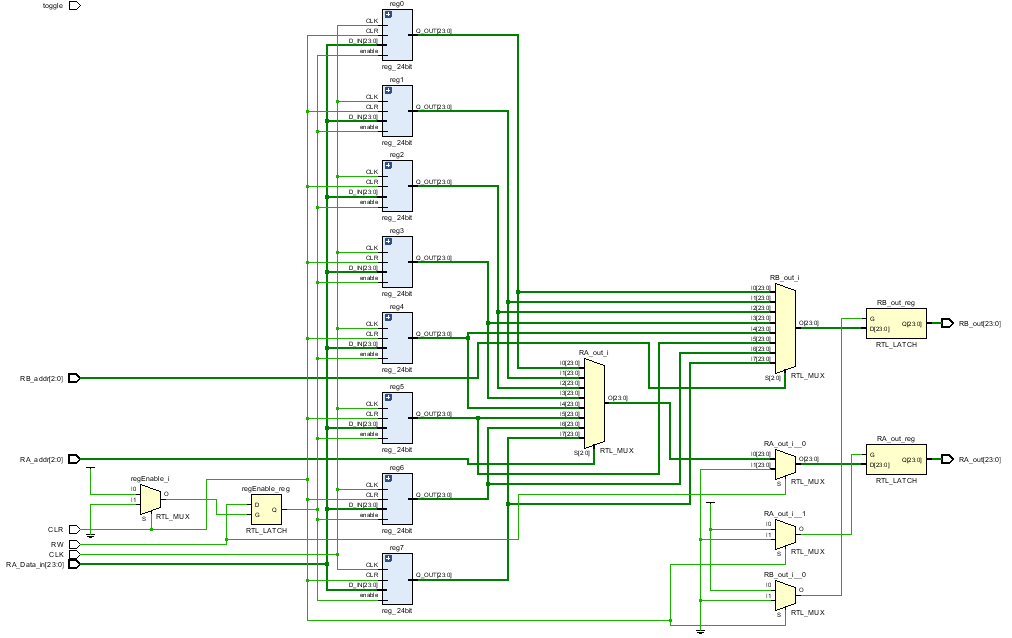 toggle
reg0
CLK
CLR
D_IN[23:0]
enable
Q_OUT[23:0]
reg_24bit
reg1
CLK
CLR
D_IN[23:0]
enable
Q_OUT[23:0]
reg_24bit
reg2
CLK
CLR
D_IN[23:0]
enable
Q_OUT[23:0]
reg_24bit
reg3
CLK
CLR
D_IN[23:0]
enable
Q_OUT[23:0]
reg_24bit
reg4
CLK
CLR
D_IN[23:0]
enable
Q_OUT[23:0]
reg_24bit
reg5
CLK
CLR
D_IN[23:0]
enable
Q_OUT[23:0]
reg_24bit
reg6
CLK
CLR
D_IN[23:0]
enable
Q_OUT[23:0]
reg_24bit
reg7
CLK
CLR
D_IN[23:0]
enable
Q_OUT[23:0]
reg_24bit
RB_addr[2:0]
RA_addr[2:0]
CLR
RW
CLK
RA_Data_in[23:0]
regEnable_i
I0
I1
S
O
RTL_MUX
regEnable_reg
D
G
Q
RTL_LATCH
RA_out_i
I0[23:0]
I1[23:0]
I2[23:0]
I3[23:0]
I4[23:0]
I5[23:0]
I6[23:0]
I7[23:0]
S[2:0]
O[23:0]
RTL_MUX
RB_out_i
I0[23:0]
I1[23:0]
I2[23:0]
I3[23:0]
I4[23:0]
I5[23:0]
I6[23:0]
I7[23:0]
S[2:0]
O[23:0]
RTL_MUX
RA_out_i__0
I0[23:0]
I1[23:0]
S
O[23:0]
RTL_MUX
RA_out_i__1
I0
I1
S
O
RTL_MUX
RB_out_i__0
I0
I1
S
O
RTL_MUX
RB_out_reg
G
D[23:0]
Q[23:0]
RTL_LATCH
RB_out[23:0]
RA_out_reg
G
D[23:0]
Q[23:0]
RTL_LATCH
RA_out[23:0]